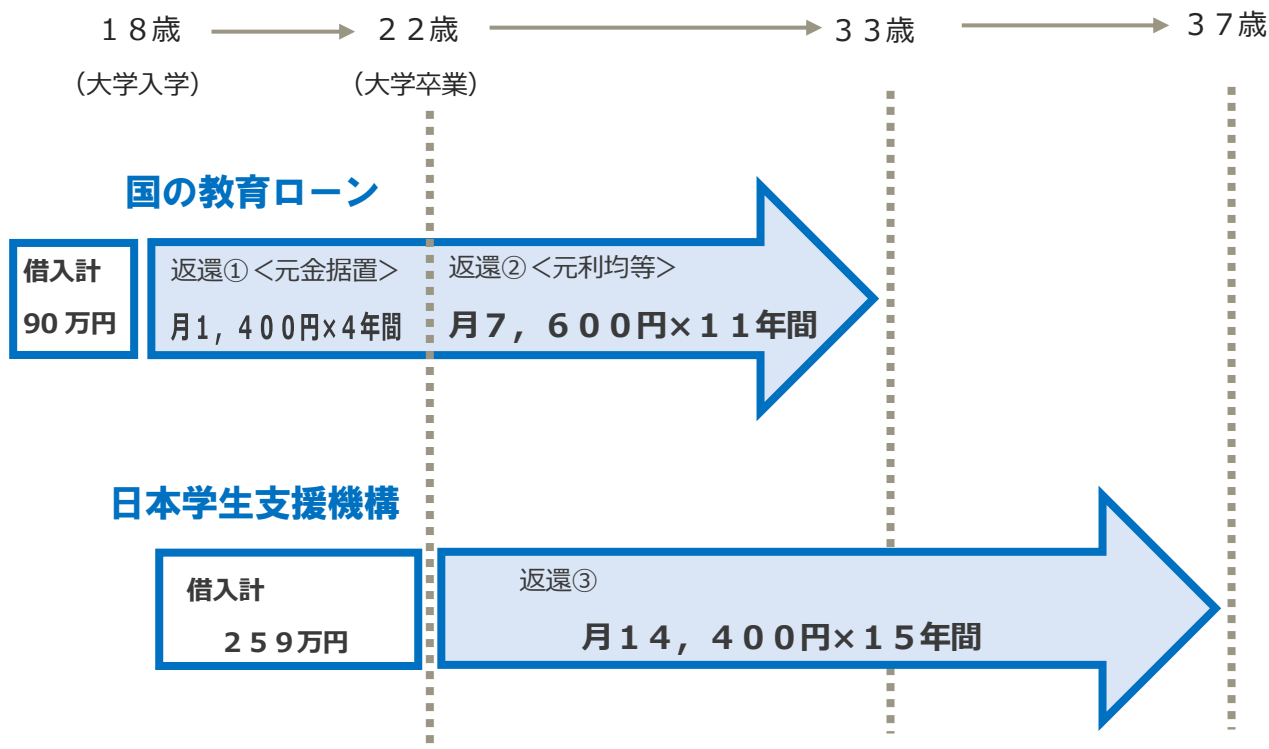 １８歳
２２歳
３３歳
３７歳
（大学入学）
（大学卒業）
国の教育ローン
借入計
90 万円
返還①＜元金据置＞
月１，４００円×４年間
返還②＜元利均等＞
月７，６００円×１１年間
日本学生支援機構
借入計
２５９万円
返還③
月１４，４００円×１５年間